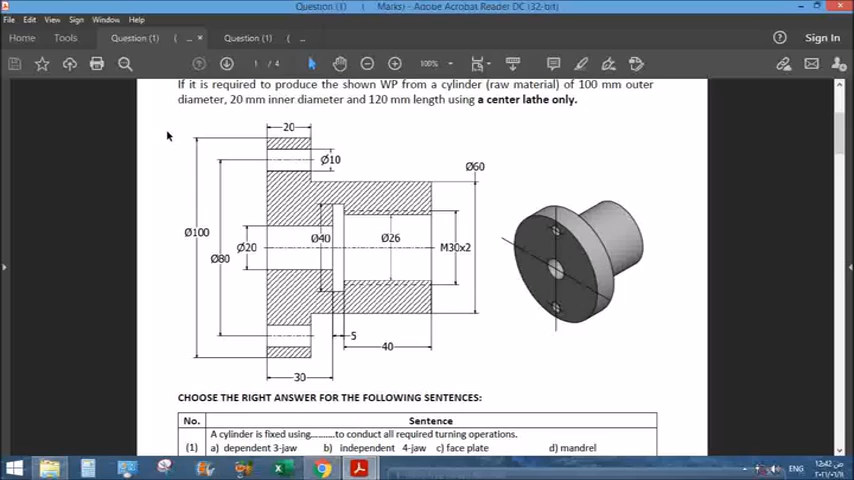 Question (1) ( Marks) - Adobe Acrobat Reader DC (32-bit)
File Edit View Sign Window Help
Home Tools Question (1) ( ... × Question (1) ( ... Sign In
1 / 4 100%
If it is required to produce the shown WP from a cylinder (raw material) of 100 mm outer
diameter, 20 mm inner diameter and 120 mm length using a center lathe only.
20
Ø10
Ø60
Ø100
Ø80
Ø20
Ø40
Ø26
M30x2
5
40
30
CHOOSE THE RIGHT ANSWER FOR THE FOLLOWING SENTENCES:
No. Sentence
A cylinder is fixed using..........to conduct all required turning operations.
(1) a) dependent 3-jaw b) independent 4-jaw c) face plate d) mandrel
ENG